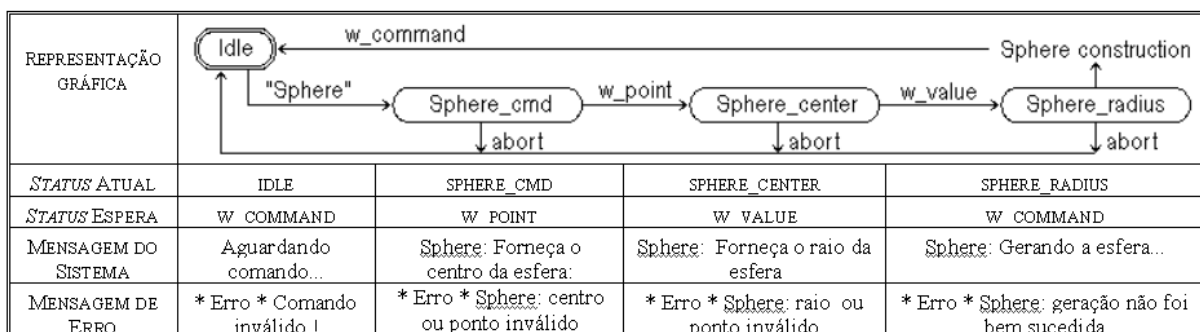 REPRESENTAÇÃO
GRÁFICA
w_command
Idle
Sphere construction
"Sphere"
w_point
w_value
Sphere_cmd
Sphere_center
Sphere_radius
abort
abort
abort
STATUS ATUAL
IDLE
SPHERE_CMD
SPHERE_CENTER
SPHERE_RADIUS
STATUS ESPERA
W_COMMAND
W_POINT
W_VALUE
W_COMMAND
MENSAGEM DO
SISTEMA
Aguardando
comando...
Sphere: Forneça o
centro da esfera:
Sphere: Forneça o raio da
esfera
Sphere: Gerando a esfera...
MENSAGEM DE
ERRO
* Erro * Comando
inválido !
* Erro * Sphere: centro
ou ponto inválido
* Erro * Sphere: raio ou
ponto inválido
* Erro * Sphere: geração não foi
bem sucedida